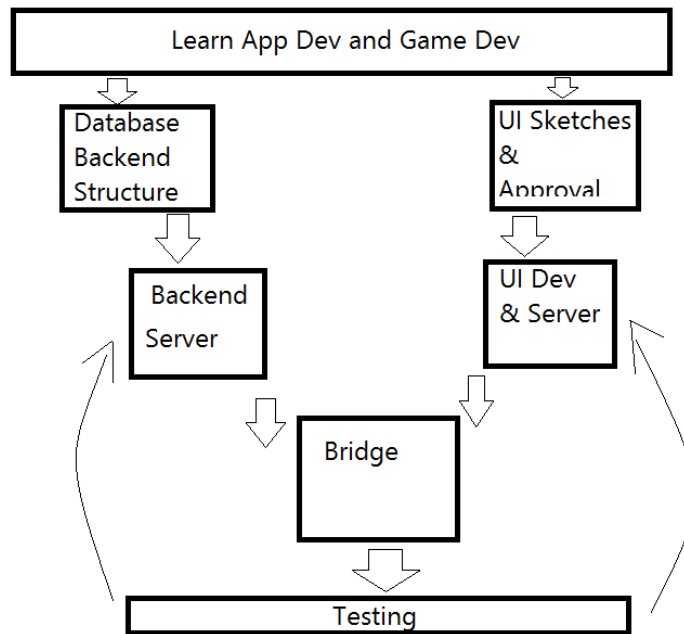 Learn App Dev and Game Dev
Database
Backend
Structure
UI Sketches
&
Approval
Backend
Server
UI Dev
& Server
Bridge
Testing